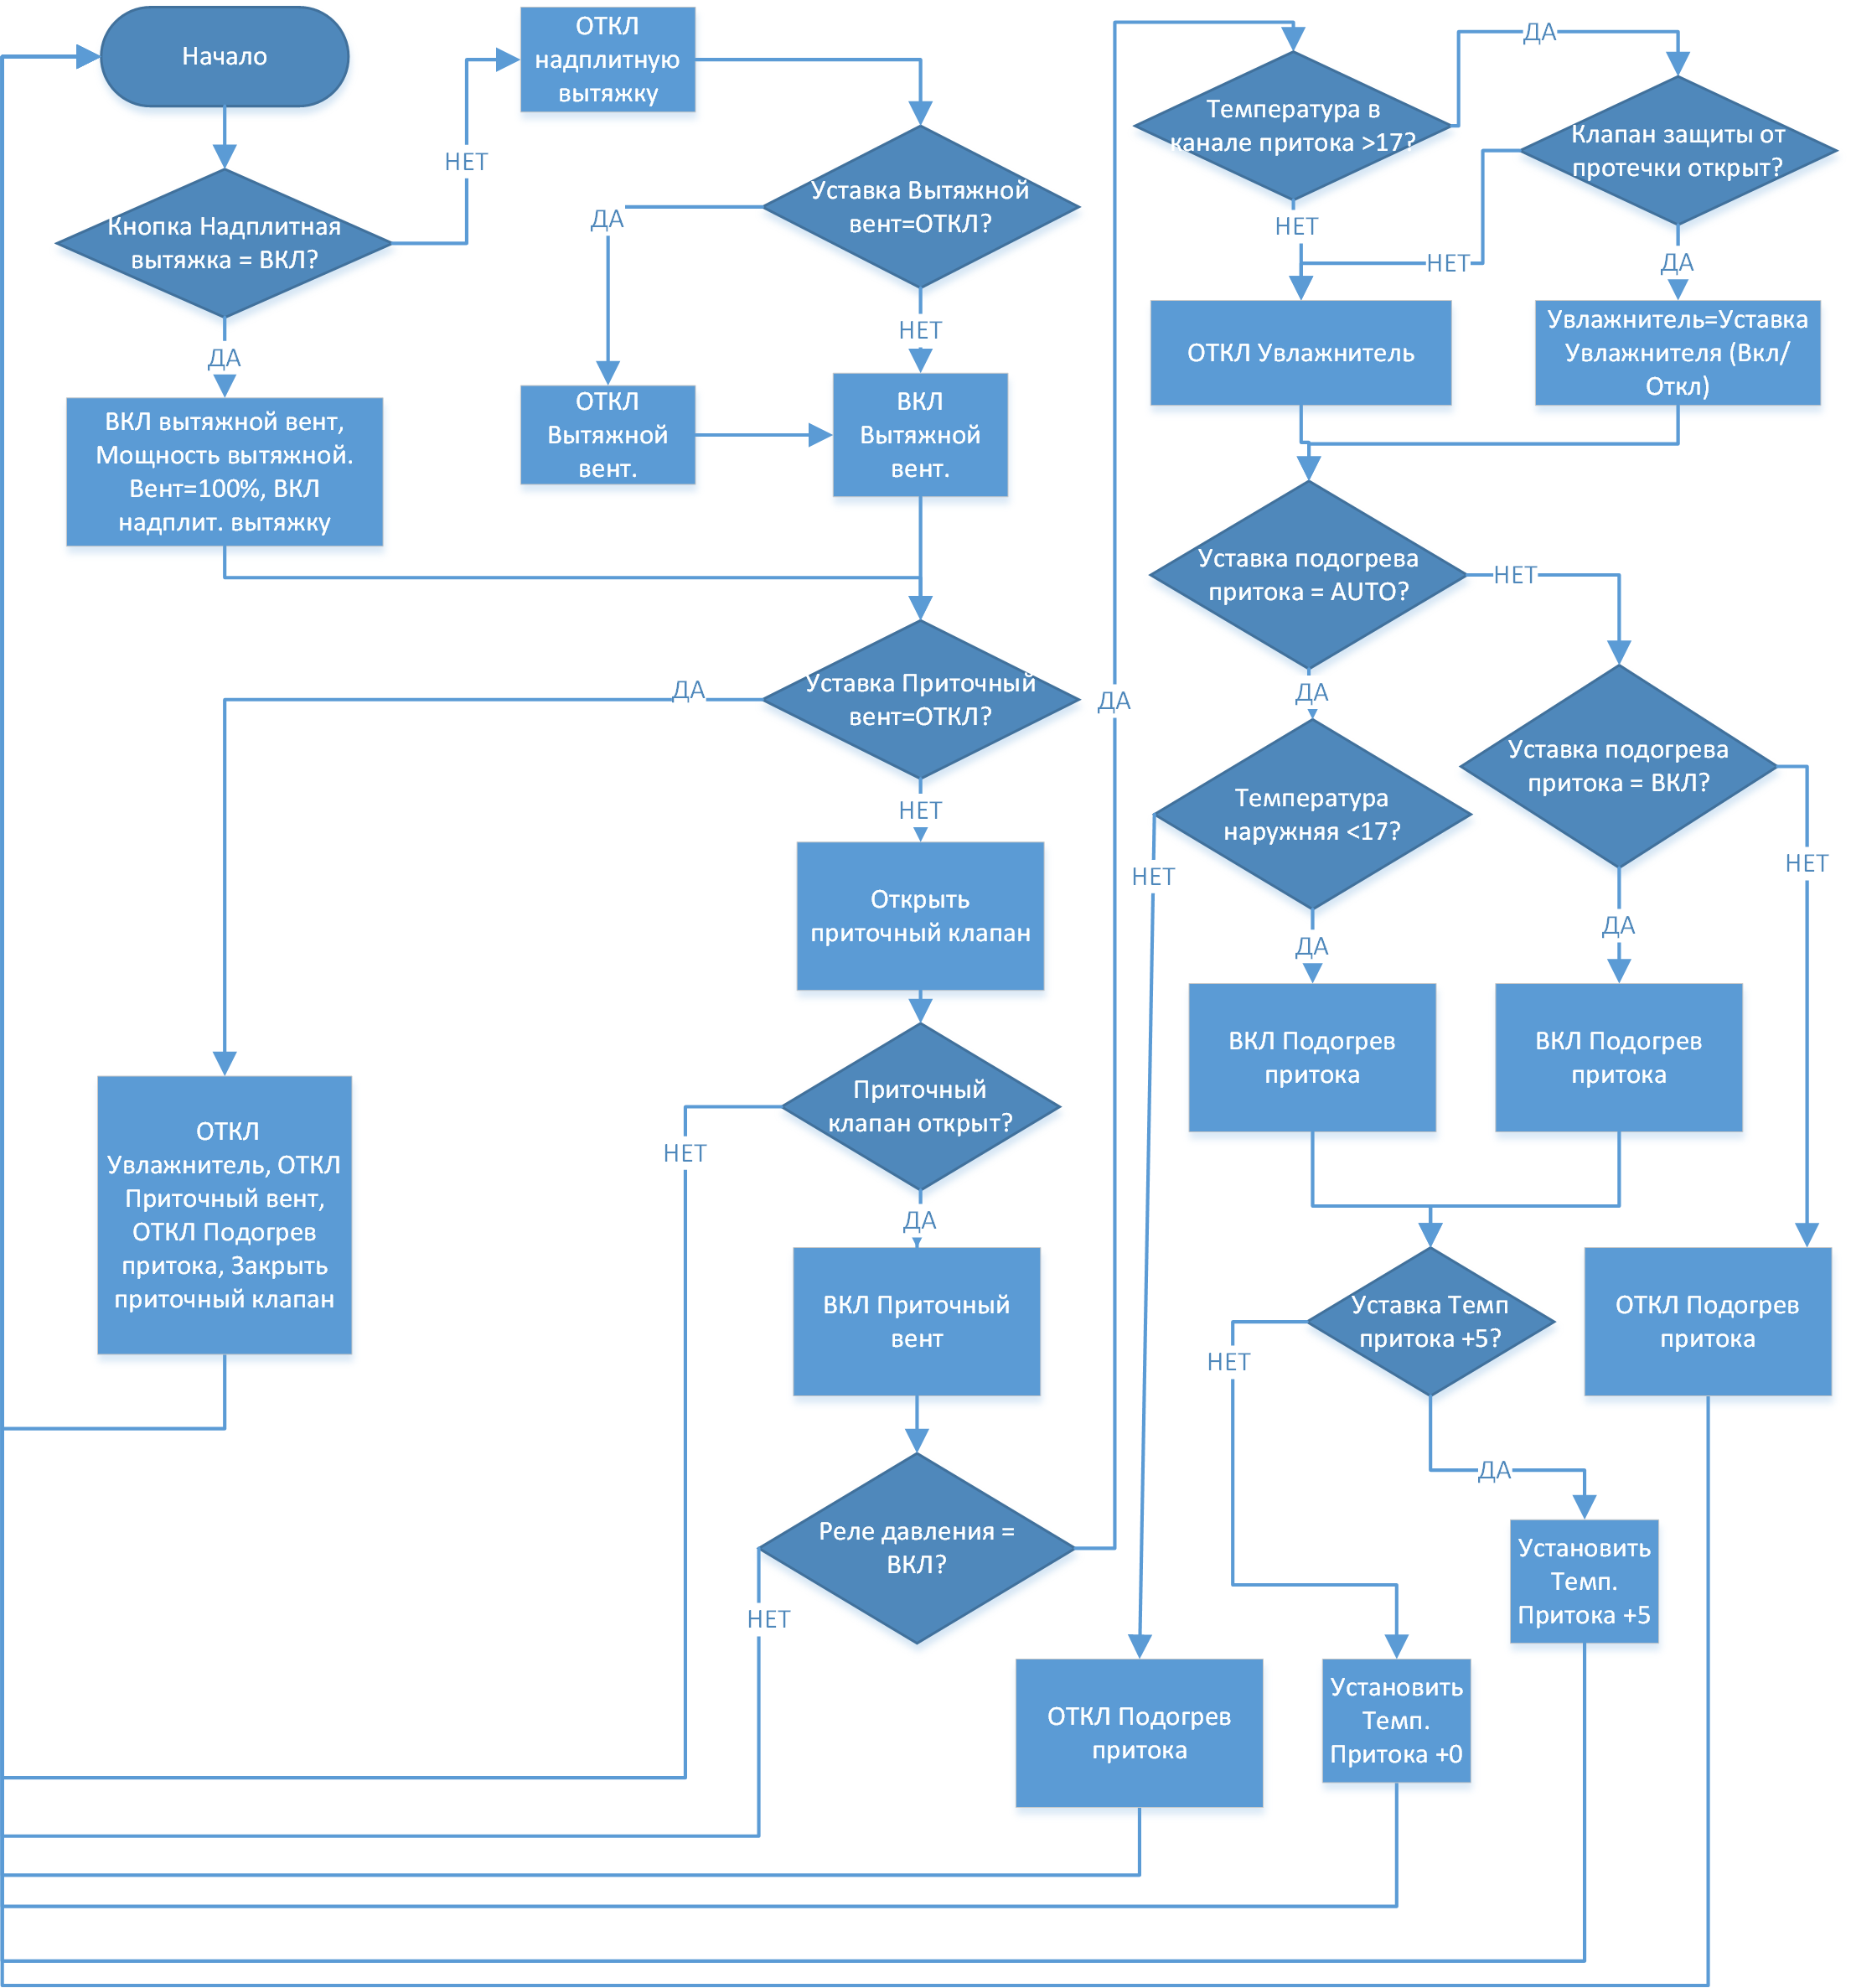 Начало
Кнопка Надплитная
вытяжка = ВКЛ?
НЕТ
ДА
ВКЛ вытяжной вент,
Мощность вытяжной.
Вент=100%, ВКЛ
надплит. вытяжку
ОТКЛ
надплитную
вытяжку
Уставка Вытяжной
вент=ОТКЛ?
ДА
НЕТ
ОТКЛ
Вытяжной
вент.
ВКЛ
Вытяжной
вент.
Уставка Приточный
вент=ОТКЛ?
ДА
НЕТ
ОТКЛ
Увлажнитель, ОТКЛ
Приточный вент,
ОТКЛ Подогрев
притока, Закрыть
приточный клапан
Открыть
приточный клапан
Приточный
клапан открыт?
НЕТ
ДА
ВКЛ Приточный
вент
Реле давления =
ВКЛ?
НЕТ
ДА
Температура в
канале притока >17?
ДА
НЕТ
Клапан защиты от
протечки открыт?
НЕТ
ДА
ОТКЛ Увлажнитель
Увлажнитель=Уставка
Увлажнителя (Вкл/
Откл)
Уставка подогрева
притока = AUTO?
НЕТ
ДА
Температура
наружняя <17?
НЕТ
ДА
Уставка подогрева
притока = ВКЛ?
НЕТ
ДА
ВКЛ Подогрев
притока
ВКЛ Подогрев
притока
Уставка Темп
притока +5?
НЕТ
ДА
ОТКЛ Подогрев
притока
Установить
Темп.
Притока +5
ОТКЛ Подогрев
притока
Установить
Темп.
Притока +0